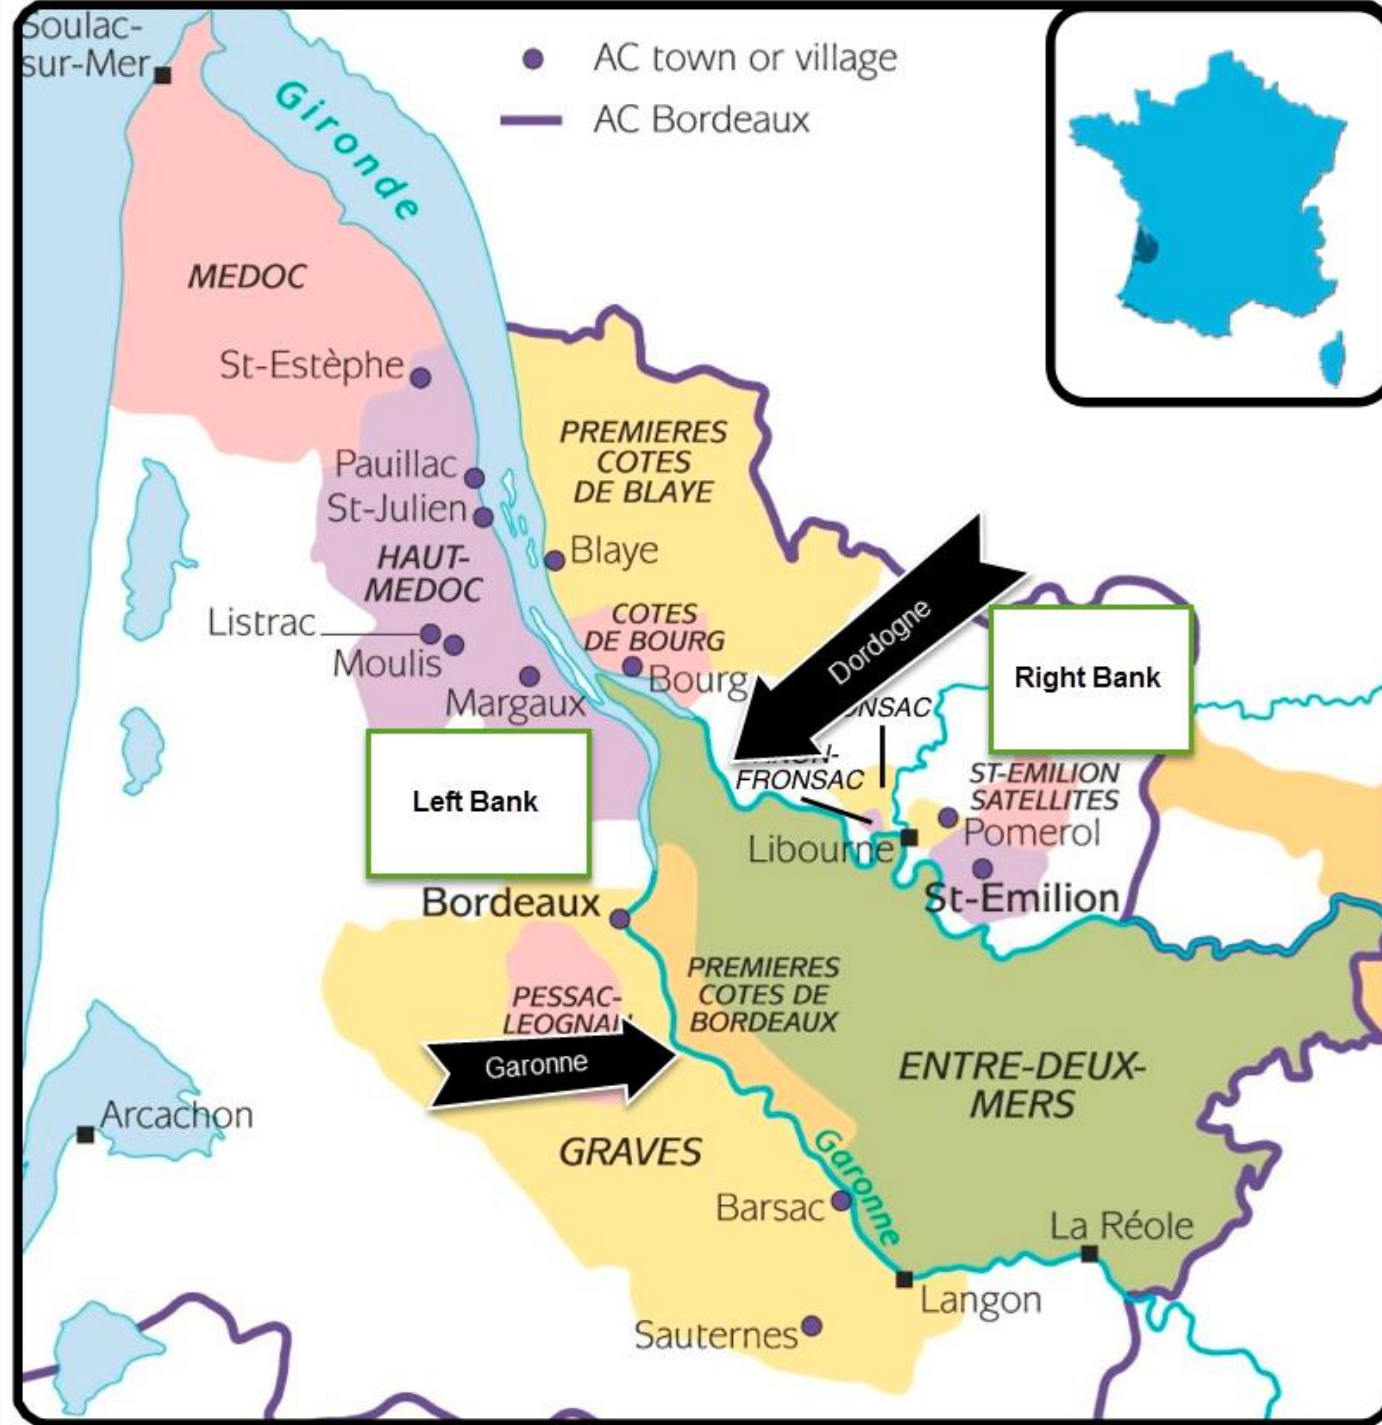 Soulac-
sur-Mer
Gironde
AC town or village
AC Bordeaux
MEDOC
St-Estèphe
PREMIERES
COTES
DE BLAYE
Pauillac
St-Julien
HAUT-
MEDOC
Blaye
Listrac
Moulis
Margaux
COTES
DE BOURG
Bourg
Dordogne
Right Bank
Left Bank
FRONSAC
ST-EMILION
SATELLITES
Pomerol
Libourne
St-Emilion
Bordeaux
PESSAC-
LEOGNAN
PREMIERES
COTES DE
BORDEAUX
Garonne
ENTRE-DEUX-
MERS
Arcachon
GRAVES
Garonne
Barsac
La Réole
Langon
Sauternes